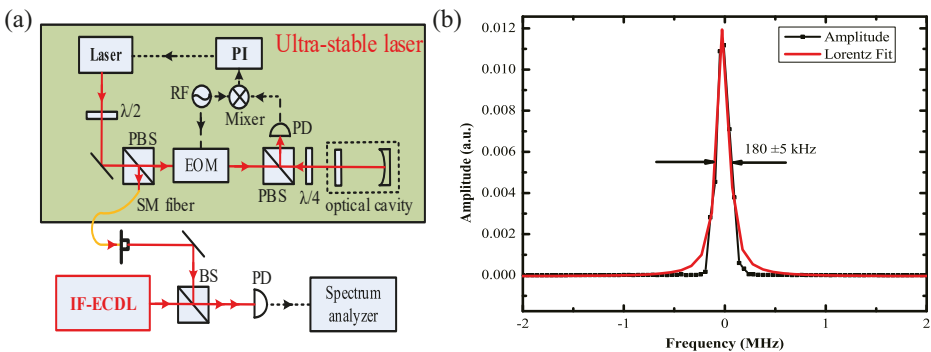 (a)
Ultra-stable laser
Laser
PI
λ/2
RF
Mixer
PD
PBS
EOM
PBS
λ/4
optical cavity
SM fiber
BS
PD
IF-ECDL
Spectrum
analyzer
(b)
0.012
0.010
0.008
0.006
0.004
0.002
0.000
Amplitude (a.u.)
Amplitude
Lorentz Fit
180 ±5 kHz
-2
-1
0
1
2
Frequency (MHz)